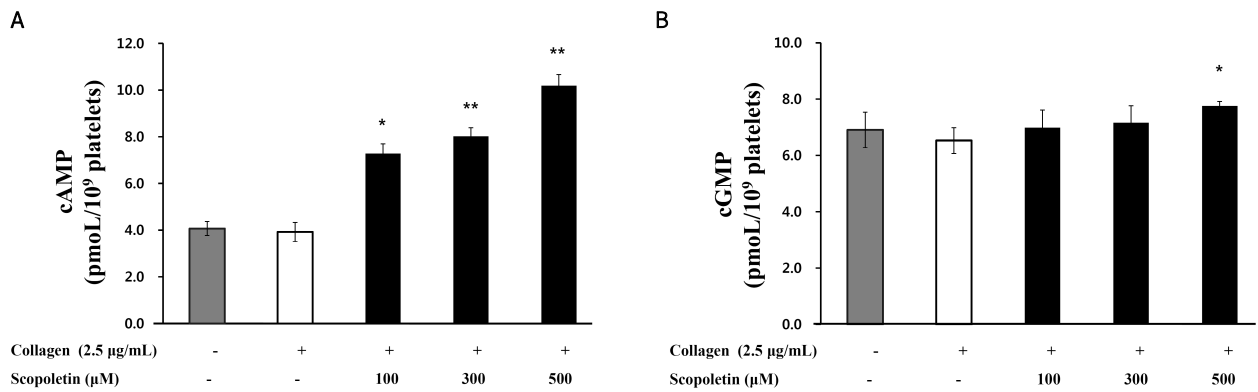 A
12.0
10.0
8.0
6.0
4.0
2.0
0.0
cAMP
(pmoL/10⁹ platelets)
*
**
**
Collagen (2.5 μg/mL) - + + + +
Scopoletin (μM) - - 100 300 500
B
10.0
8.0
6.0
4.0
2.0
0.0
cGMP
(pmoL/10⁹ platelets)
*
Collagen (2.5 μg/mL) - + + + +
Scopoletin (μM) - - 100 300 500